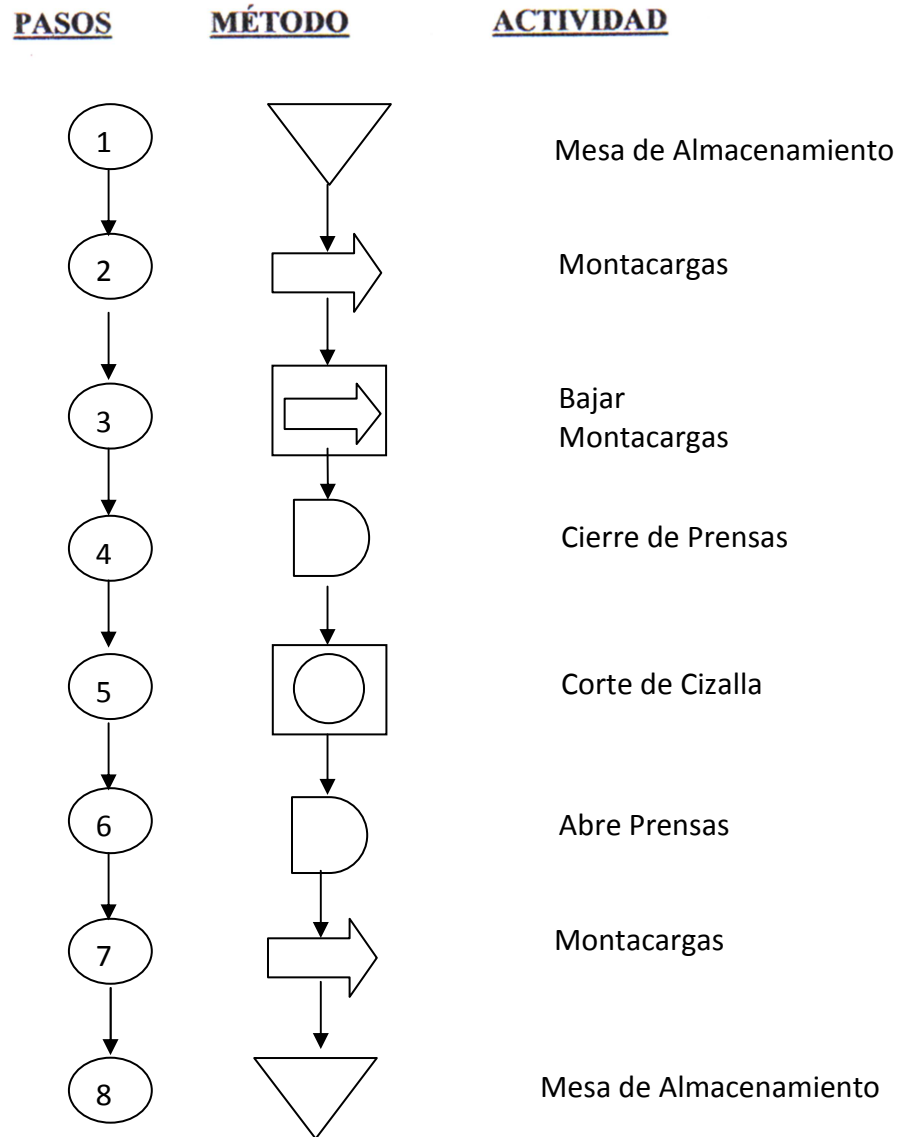 PASOS MÉTODO ACTIVIDAD
1 Mesa de Almacenamiento
2 Montacargas
3 Bajar
Montacargas
4 Cierre de Prensas
5 Corte de Cizalla
6 Abre Prensas
7 Montacargas
8 Mesa de Almacenamiento